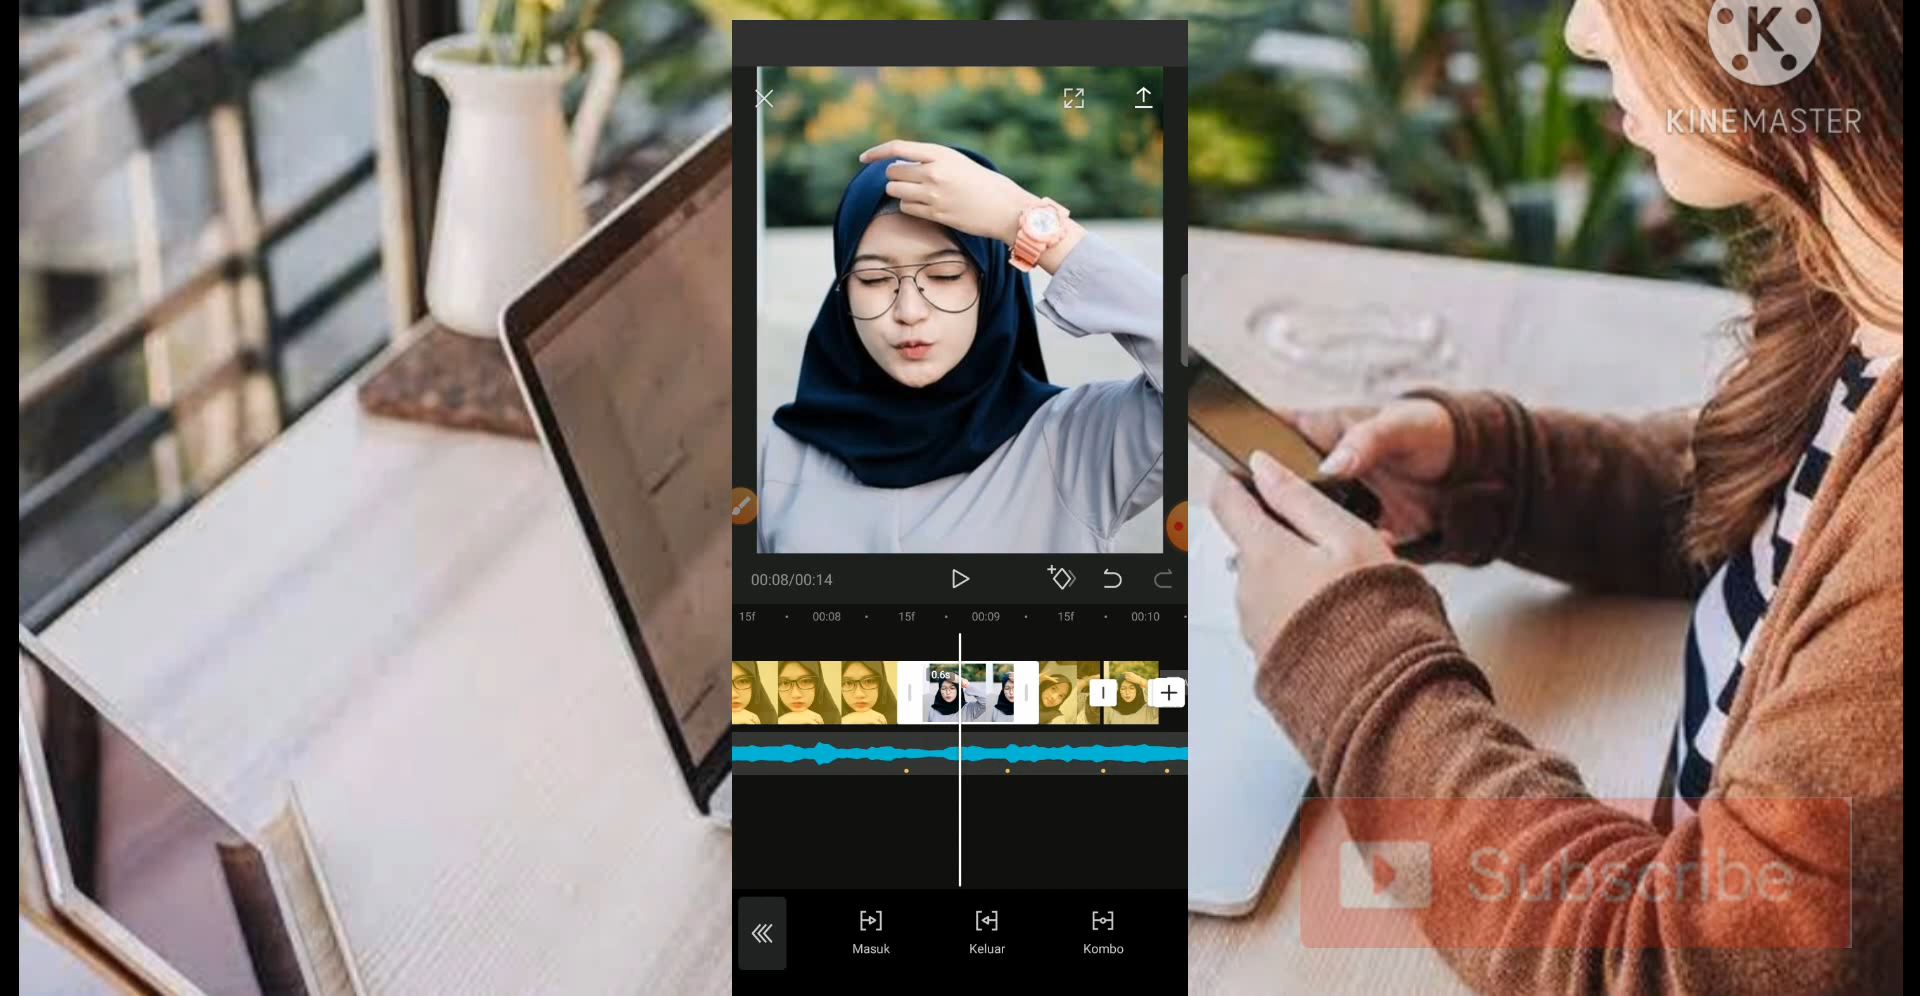 K
KINEMASTER
00:08/00:14
15f
00:08
15f
00:09
15f
00:10
0.6s
Subscribe
Masuk
Keluar
Kombo